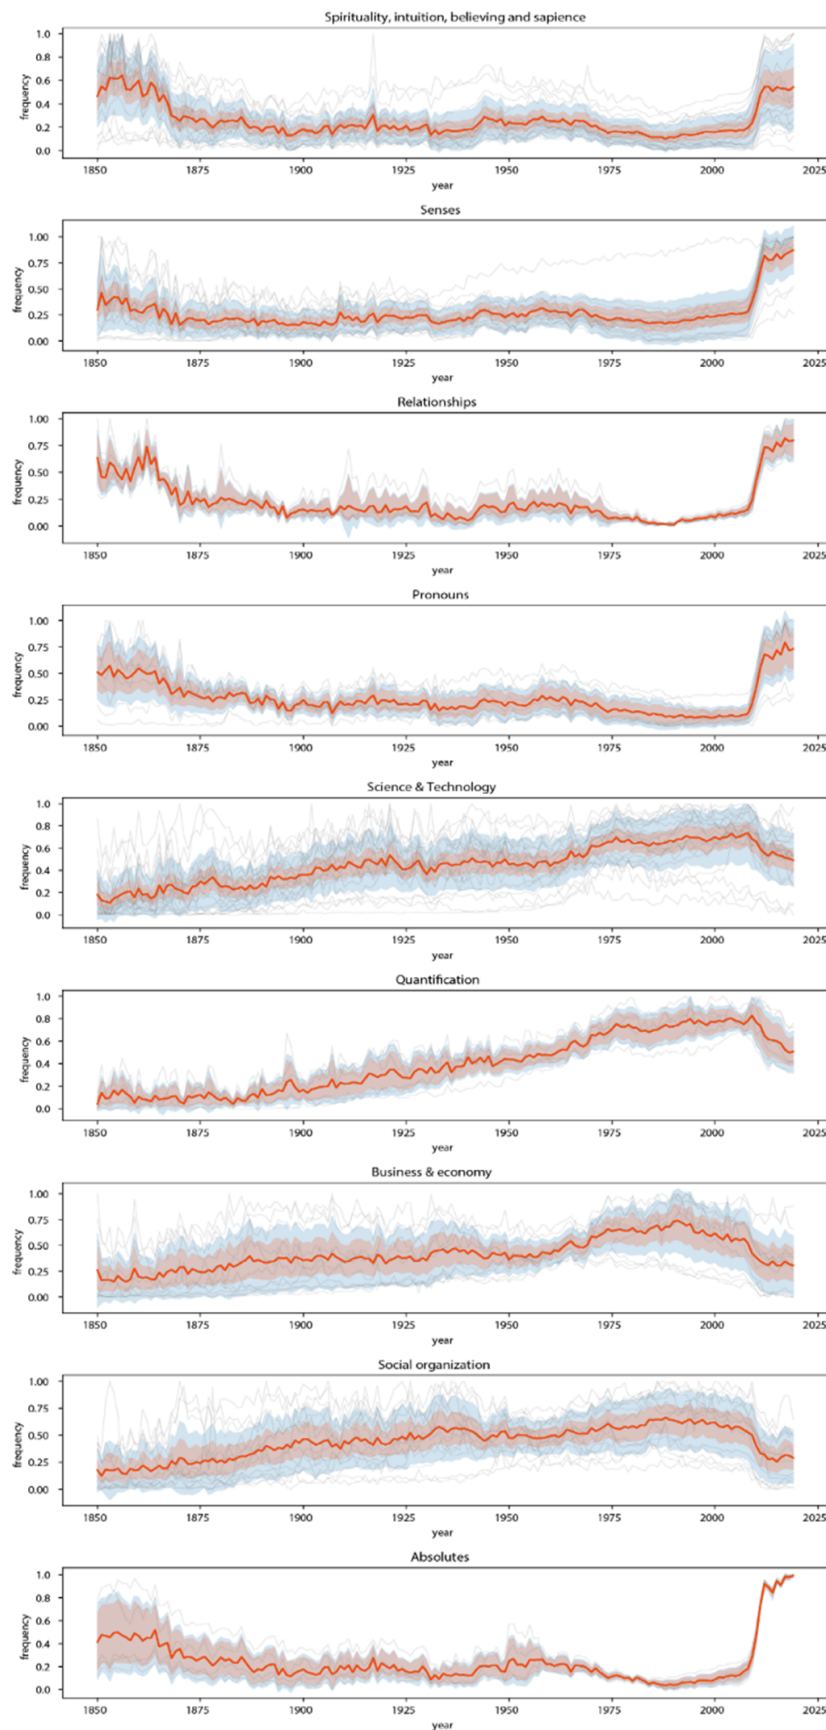 Spirituality, intuition, believing and sapience
1.0
0.8
0.6
0.4
0.2
0.0
frequency
1850 1875 1900 1925 1950 1975 2000 2025
year
Senses
1.00
0.75
0.50
0.25
0.00
frequency
1850 1875 1900 1925 1950 1975 2000 2025
year
Relationships
1.00
0.75
0.50
0.25
0.00
frequency
1850 1875 1900 1925 1950 1975 2000 2025
year
Pronouns
1.00
0.75
0.50
0.25
0.00
frequency
1850 1875 1900 1925 1950 1975 2000 2025
year
Science & Technology
1.0
0.8
0.6
0.4
0.2
0.0
frequency
1850 1875 1900 1925 1950 1975 2000 2025
year
Quantification
1.0
0.8
0.6
0.4
0.2
0.0
frequency
1850 1875 1900 1925 1950 1975 2000 2025
year
Business & economy
1.00
0.75
0.50
0.25
0.00
frequency
1850 1875 1900 1925 1950 1975 2000 2025
year
Social organization
1.00
0.75
0.50
0.25
0.00
frequency
1850 1875 1900 1925 1950 1975 2000 2025
year
Absolutes
1.0
0.8
0.6
0.4
0.2
0.0
frequency
1850 1875 1900 1925 1950 1975 2000 2025
year